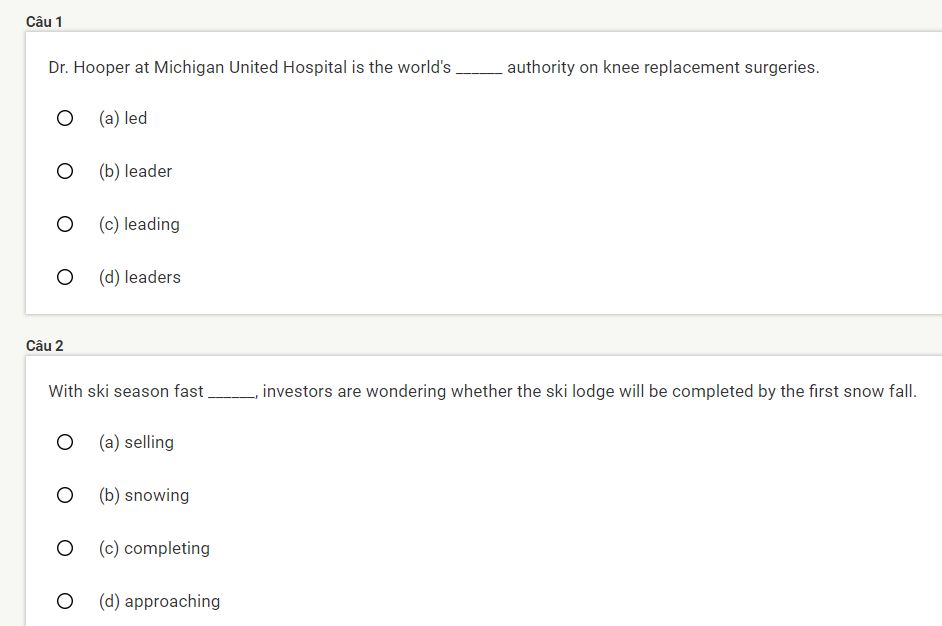 Câu 1
Dr. Hooper at Michigan United Hospital is the world's ______ authority on knee replacement surgeries.
(a) led
(b) leader
(c) leading
(d) leaders
Câu 2
With ski season fast ______, investors are wondering whether the ski lodge will be completed by the first snow fall.
(a) selling
(b) snowing
(c) completing
(d) approaching